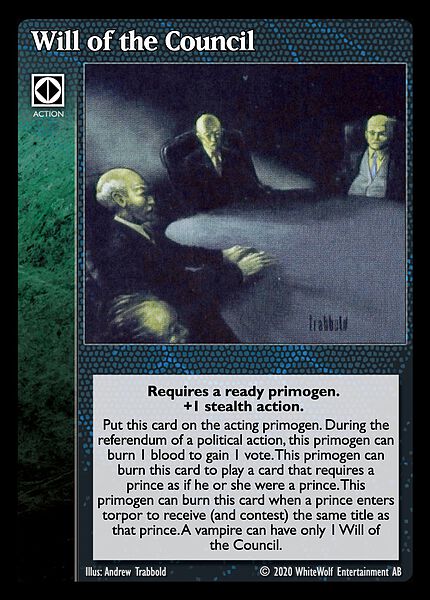 Will of the Council
ACTION
Trabbold
Requires a ready primogen.
+1 stealth action.
Put this card on the acting primogen. During the
referendum of a political action, this primogen can
burn 1 blood to gain 1 vote. This primogen can
burn this card to play a card that requires a
prince as if he or she were a prince. This
primogen can burn this card when a prince enters
torpor to receive (and contest) the same title as
that prince. A vampire can have only 1 Will of
the Council.
Illus: Andrew Trabbold
© 2020 WhiteWolf Entertainment AB